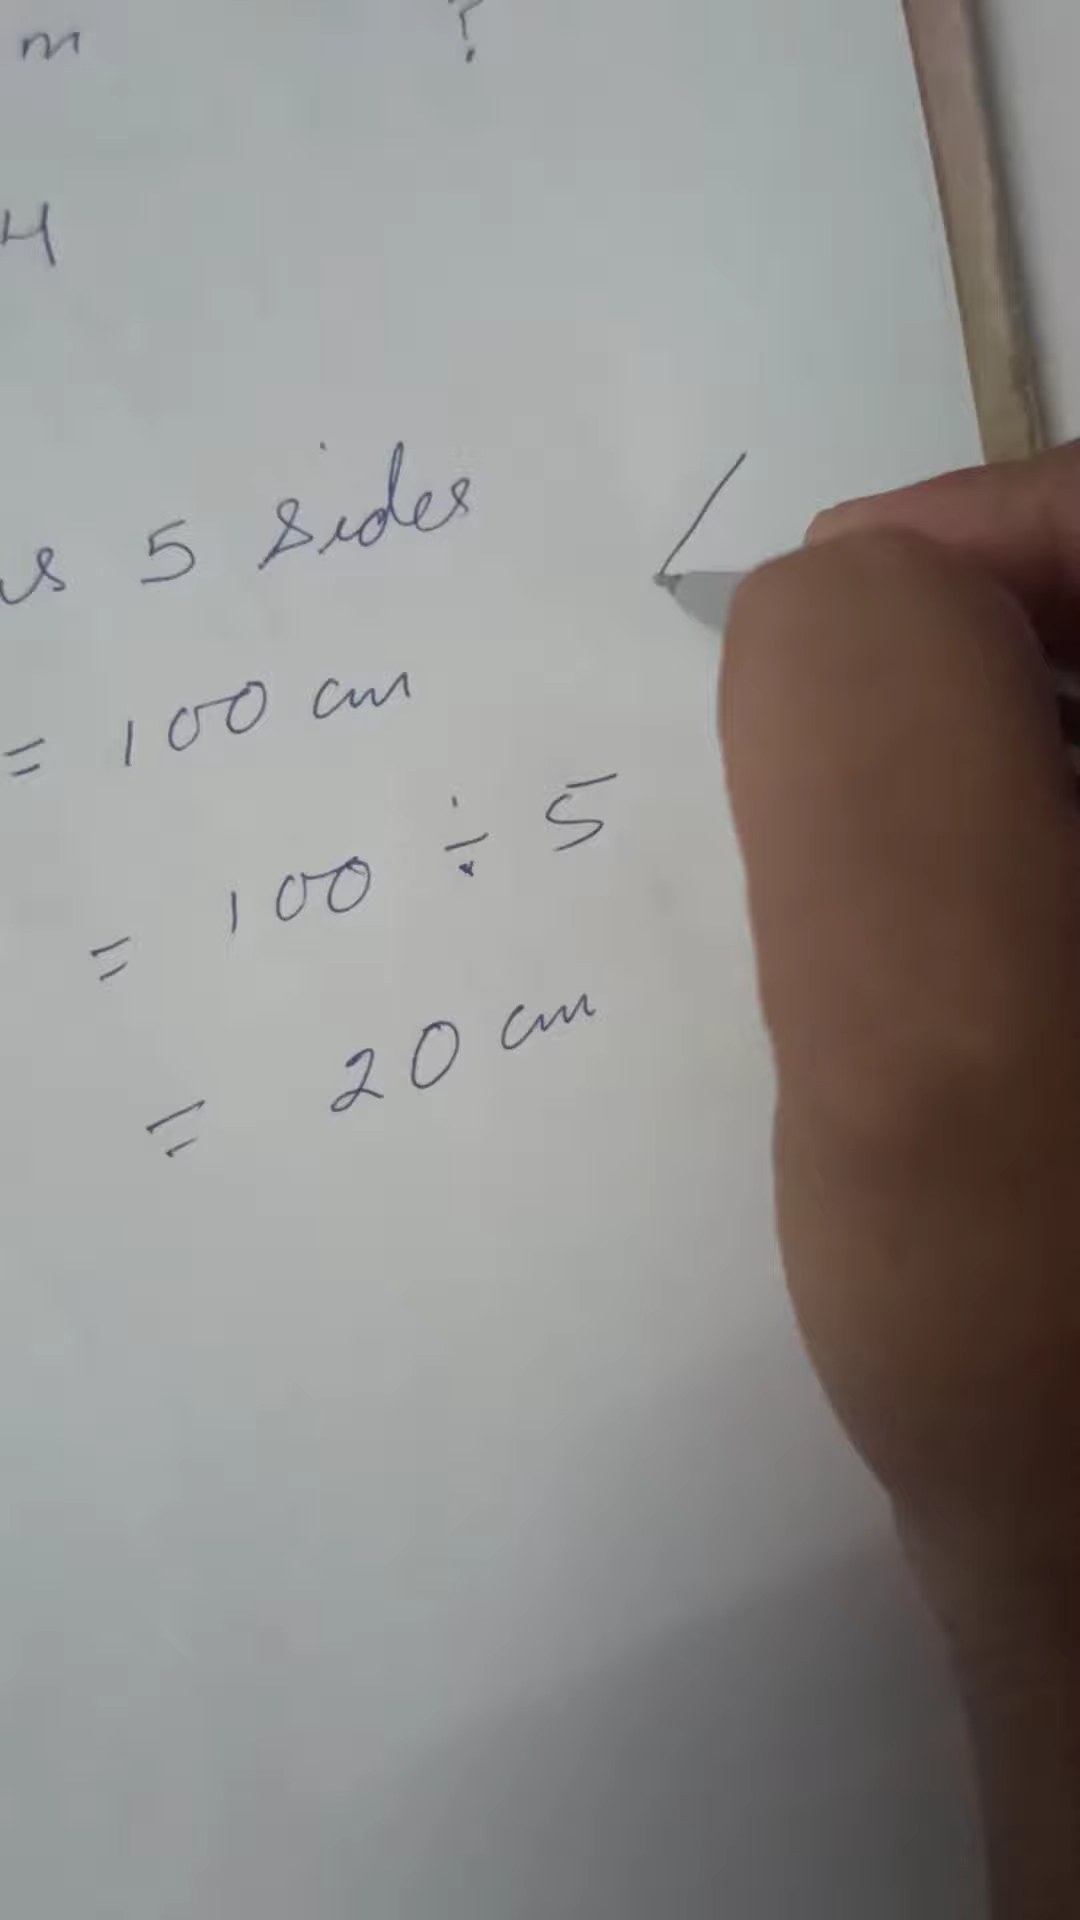 m ?
4
5 sides
= 100 cm
= 100 ÷ 5
= 20 cm